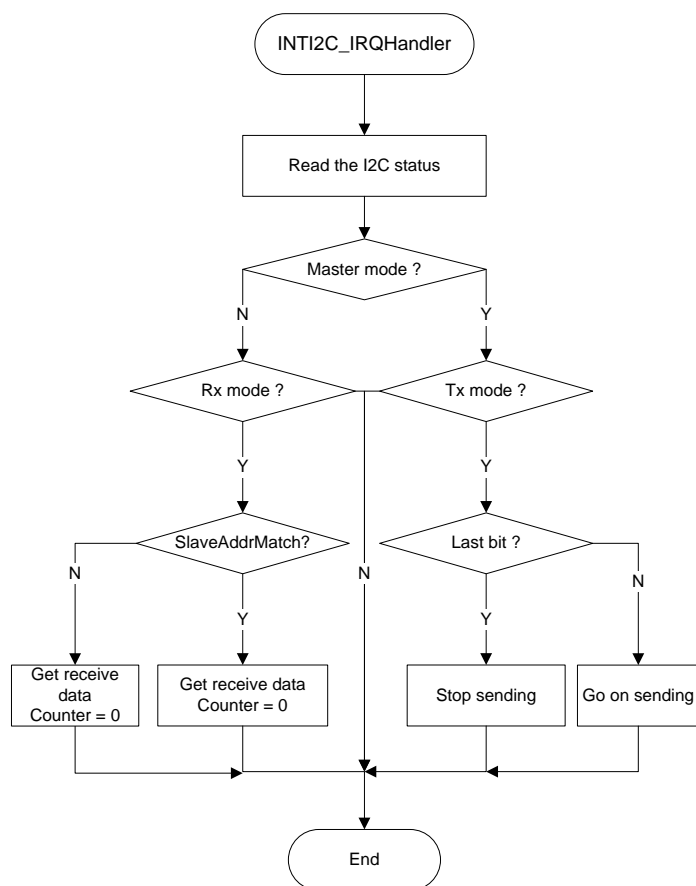 INTI2C_IRQHandler
Read the I2C status
Master mode ?
N
Y
Rx mode ?
Tx mode ?
Y
Y
SlaveAddrMatch?
Last bit ?
N
N
N
Y
Y
Get receive
data
Counter = 0
Get receive data
Counter = 0
Stop sending
Go on sending
End